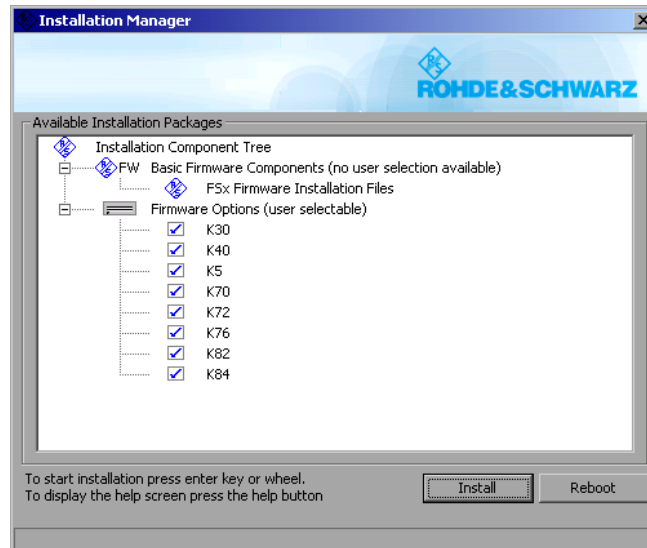 Installation Manager
R&S
ROHDE&SCHWARZ
Available Installation Packages
Installation Component Tree
FW Basic Firmware Components (no user selection available)
FSx Firmware Installation Files
Firmware Options (user selectable)
K30
K40
K5
K70
K72
K76
K82
K84
To start installation press enter key or wheel.
To display the help screen press the help button
Install
Reboot